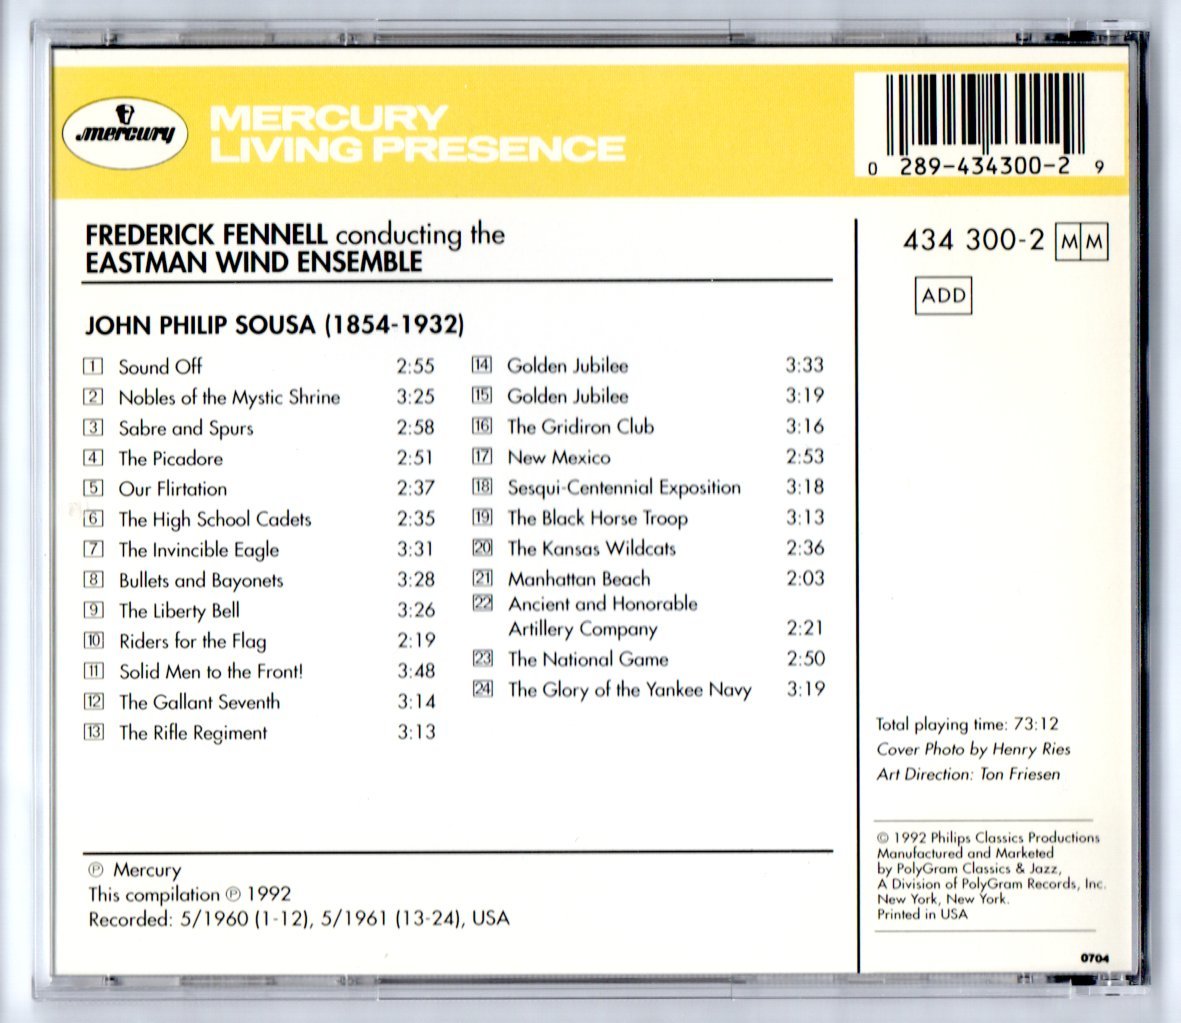 mercury
MERCURY
LIVING PRESENCE
0 289-434300-2 9
FREDERICK FENNELL conducting the
EASTMAN WIND ENSEMBLE
434 300-2 MM
ADD
JOHN PHILIP SOUSA (1854-1932)
1 Sound Off 2:55
2 Nobles of the Mystic Shrine 3:25
3 Sabre and Spurs 2:58
4 The Picadore 2:51
5 Our Flirtation 2:37
6 The High School Cadets 2:35
7 The Invincible Eagle 3:31
8 Bullets and Bayonets 3:28
9 The Liberty Bell 3:26
10 Riders for the Flag 2:19
11 Solid Men to the Front! 3:48
12 The Gallant Seventh 3:14
13 The Rifle Regiment 3:13
14 Golden Jubilee 3:33
15 Golden Jubilee 3:19
16 The Gridiron Club 3:16
17 New Mexico 2:53
18 Sesqui-Centennial Exposition 3:18
19 The Black Horse Troop 3:13
20 The Kansas Wildcats 2:36
21 Manhattan Beach 2:03
22 Ancient and Honorable
Artillery Company 2:21
23 The National Game 2:50
24 The Glory of the Yankee Navy 3:19
Total playing time: 73:12
Cover Photo by Henry Ries
Art Direction: Ton Friesen
℗ Mercury
This compilation ℗ 1992
Recorded: 5/1960 (1-12), 5/1961 (13-24), USA
© 1992 Philips Classics Productions
Manufactured and Marketed
by PolyGram Classics & Jazz,
A Division of PolyGram Records, Inc.
New York, New York.
Printed in USA
0704